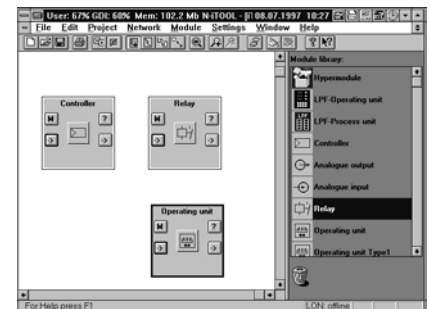 User: 67% GDI: 60% Mem: 102.2 Mb N-iTOOL - [i] 08.07.1997 10:27
File Edit Project Network Module Settings Window Help
Module library:
Hypermodule
LPF-Operating unit
LPF-Process unit
Controller
Analogue output
Analogue input
Relay
Operating unit
Operating unit Type1
Controller
M ?
Relay
M ?
Operating unit
M ?
For Help press F1
LON: offline